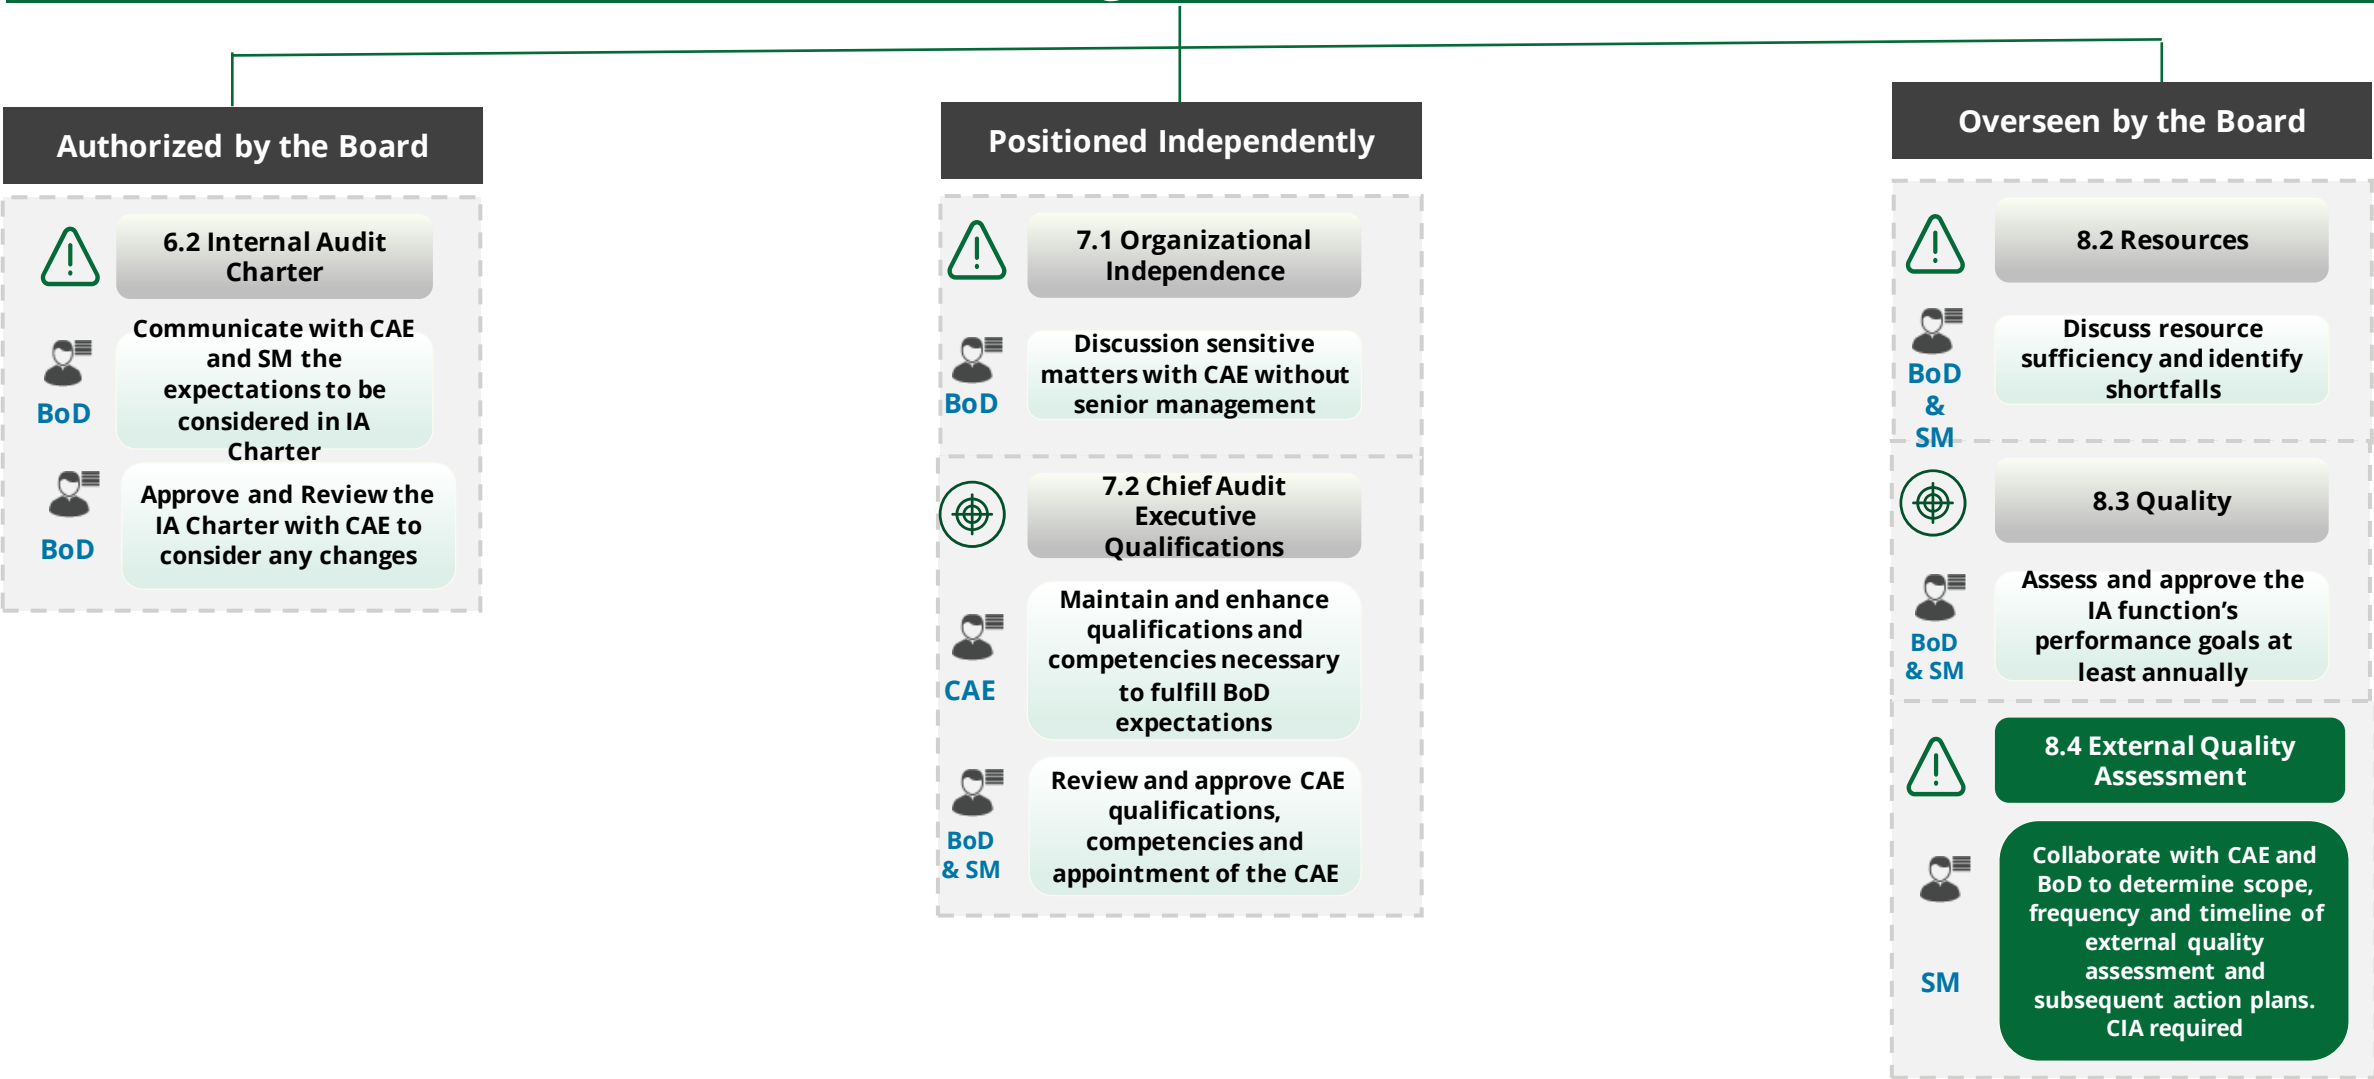 Authorized by the Board
6.2 Internal Audit
Charter
Communicate with CAE
and SM the
expectations to be
considered in IA
Charter
BoD
Approve and Review the
IA Charter with CAE to
consider any changes
BoD
Positioned Independently
7.1 Organizational
Independence
Discussion sensitive
matters with CAE without
senior management
BoD
7.2 Chief Audit
Executive
Qualifications
Maintain and enhance
qualifications and
competencies necessary
to fulfill BoD
expectations
CAE
Review and approve CAE
qualifications,
competencies and
appointment of the CAE
BoD
& SM
Overseen by the Board
8.2 Resources
Discuss resource
sufficiency and identify
shortfalls
BoD
&
SM
8.3 Quality
Assess and approve the
IA function’s
performance goals at
least annually
BoD
& SM
8.4 External Quality
Assessment
Collaborate with CAE and
BoD to determine scope,
frequency and timeline of
external quality
assessment and
subsequent action plans.
CIA required
SM